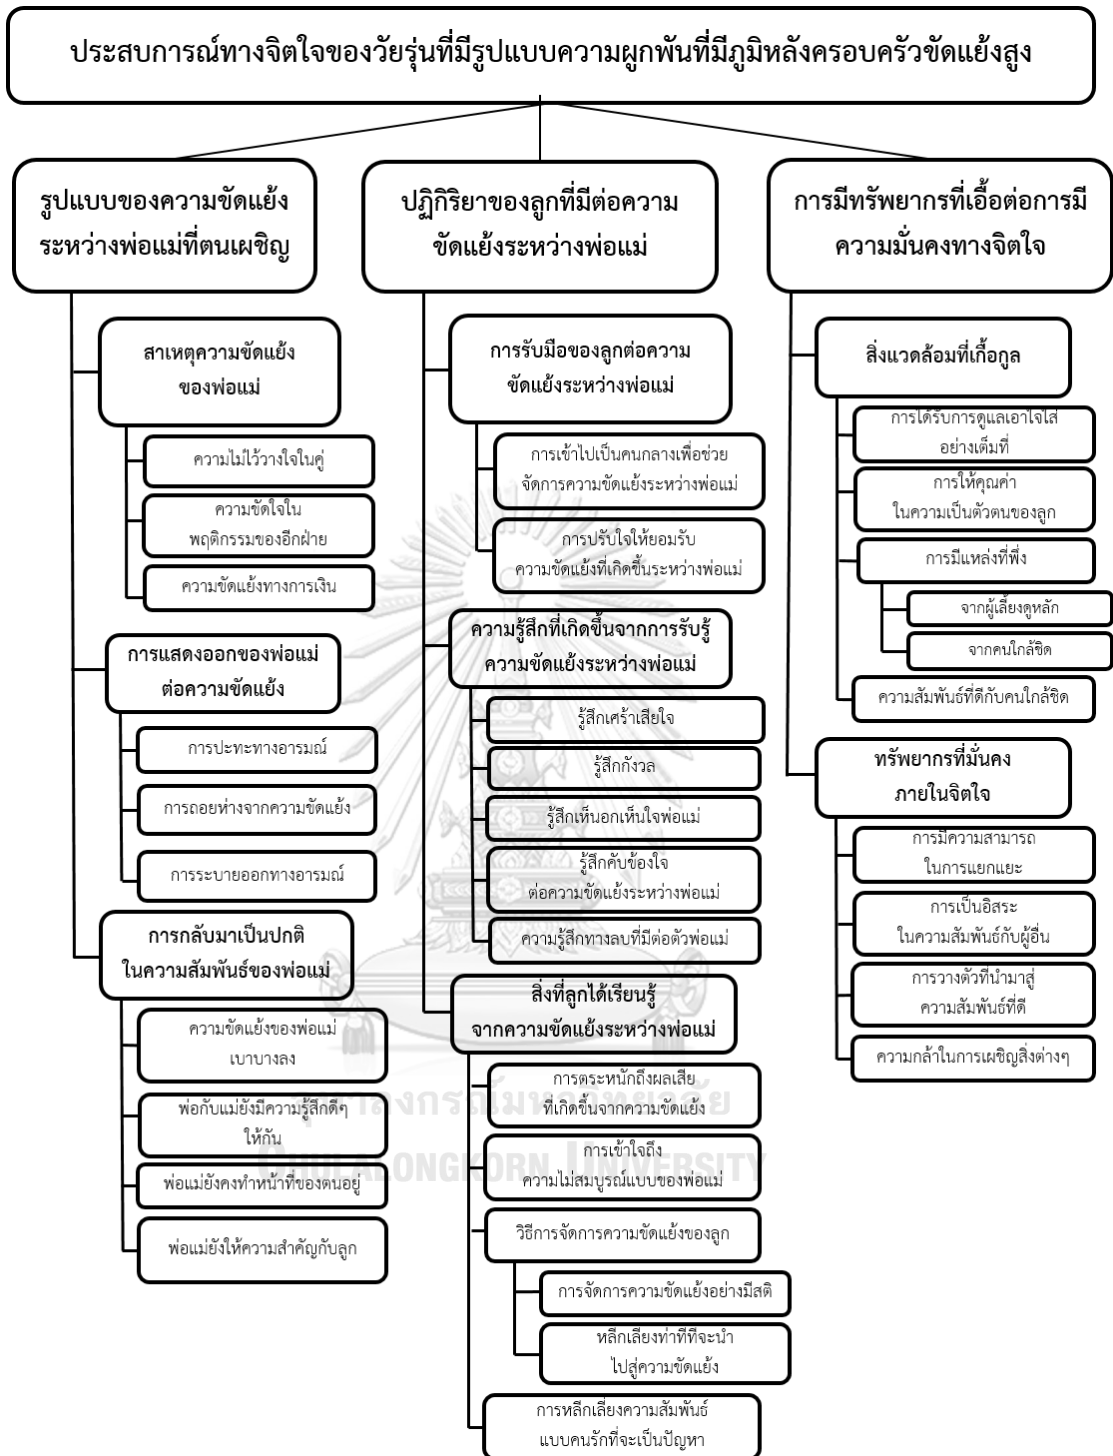 ประสบการณ์ทางจิตใจของวัยรุ่นที่มีรูปแบบความผูกพันที่มีภูมิหลังครอบครัวขัดแย้งสูง
รูปแบบของความขัดแย้ง
ระหว่างพ่อแม่ที่ตนเผชิญ
สาเหตุความขัดแย้ง
ของพ่อแม่
ความไม่ไว้วางใจในคู่
ความขัดใจใน
พฤติกรรมของอีกฝ่าย
ความขัดแย้งทางการเงิน
การแสดงออกของพ่อแม่
ต่อความขัดแย้ง
การปะทะทางอารมณ์
การถอยห่างจากความขัดแย้ง
การระบายออกทางอารมณ์
การกลับมาเป็นปกติ
ในความสัมพันธ์ของพ่อแม่
ความขัดแย้งของพ่อแม่
เบาบางลง
พ่อกับแม่ยังมีความรู้สึกดีๆ
ให้กัน
พ่อแม่ยังคงทำหน้าที่ของตนอยู่
พ่อแม่ยังให้ความสำคัญกับลูก
ปฏิกิริยาของลูกที่มีต่อความ
ขัดแย้งระหว่างพ่อแม่
การรับมือของลูกต่อความ
ขัดแย้งระหว่างพ่อแม่
การเข้าไปเป็นคนกลางเพื่อช่วย
จัดการความขัดแย้งระหว่างพ่อแม่
การปรับใจให้ยอมรับ
ความขัดแย้งที่เกิดขึ้นระหว่างพ่อแม่
ความรู้สึกที่เกิดขึ้นจากการรับรู้
ความขัดแย้งระหว่างพ่อแม่
รู้สึกเศร้าเสียใจ
รู้สึกกังวล
รู้สึกเห็นอกเห็นใจพ่อแม่
รู้สึกคับข้องใจ
ต่อความขัดแย้งระหว่างพ่อแม่
ความรู้สึกทางลบที่มีต่อตัวพ่อแม่
สิ่งที่ลูกได้เรียนรู้
จากความขัดแย้งระหว่างพ่อแม่
การตระหนักถึงผลเสีย
ที่เกิดขึ้นจากความขัดแย้ง
การเข้าใจถึง
ความไม่สมบูรณ์แบบของพ่อแม่
วิธีการจัดการความขัดแย้งของลูก
การจัดการความขัดแย้งอย่างมีสติ
หลีกเลี่ยงท่าทีที่จะนำ
ไปสู่ความขัดแย้ง
การหลีกเลี่ยงความสัมพันธ์
แบบคนรักที่จะเป็นปัญหา
การมีทรัพยากรที่เอื้อต่อการมี
ความมั่นคงทางจิตใจ
สิ่งแวดล้อมที่เกื้อกูล
การได้รับการดูแลเอาใจใส่
อย่างเต็มที่
การให้คุณค่า
ในความเป็นตัวตนของลูก
การมีแหล่งที่พึ่ง
จากผู้เลี้ยงดูหลัก
จากคนใกล้ชิด
ความสัมพันธ์ที่ดีกับคนใกล้ชิด
ทรัพยากรที่มั่นคง
ภายในจิตใจ
การมีความสามารถ
ในการแยกแยะ
การเป็นอิสระ
ในความสัมพันธ์กับผู้อื่น
การวางตัวที่นำมาสู่
ความสัมพันธ์ที่ดี
ความกล้าในการเผชิญสิ่งต่างๆ
จุฬาลงกรณ์มหาวิทยาลัย
CHULALONGKORN UNIVERSITY